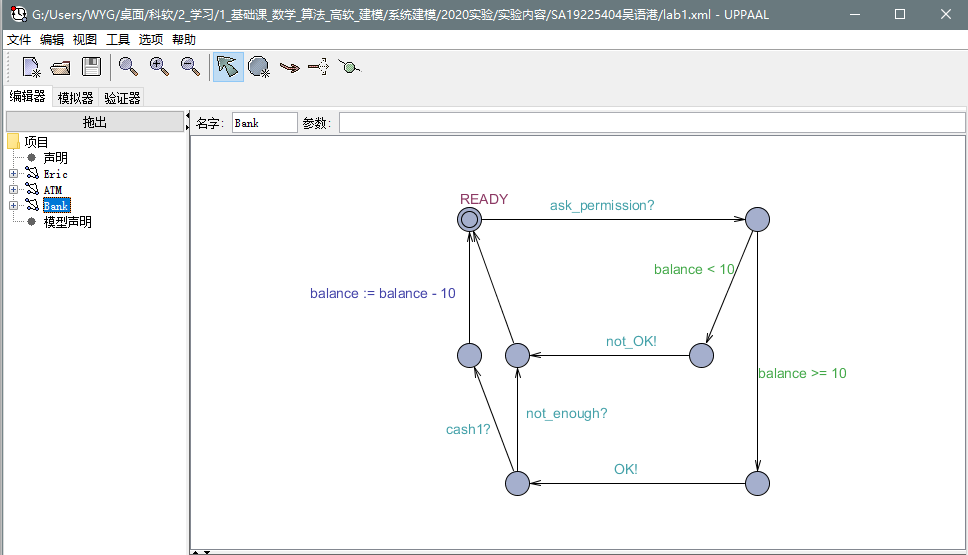 G:/Users/WYG/桌面/科软/2_学习/1_基础课_数学_算法_高软_建模/系统建模/2020实验/实验内容/SA19225404吴语港/lab1.xml - UPPAAL
文件 编辑 视图 工具 选项 帮助
编辑器 模拟器 验证器
拖出
名字: Bank 参数:
项目
声明
Eric
ATM
Bank
模型声明
READY
ask_permission?
balance < 10
balance := balance - 10
not_OK!
balance >= 10
not_enough?
cash1?
OK!